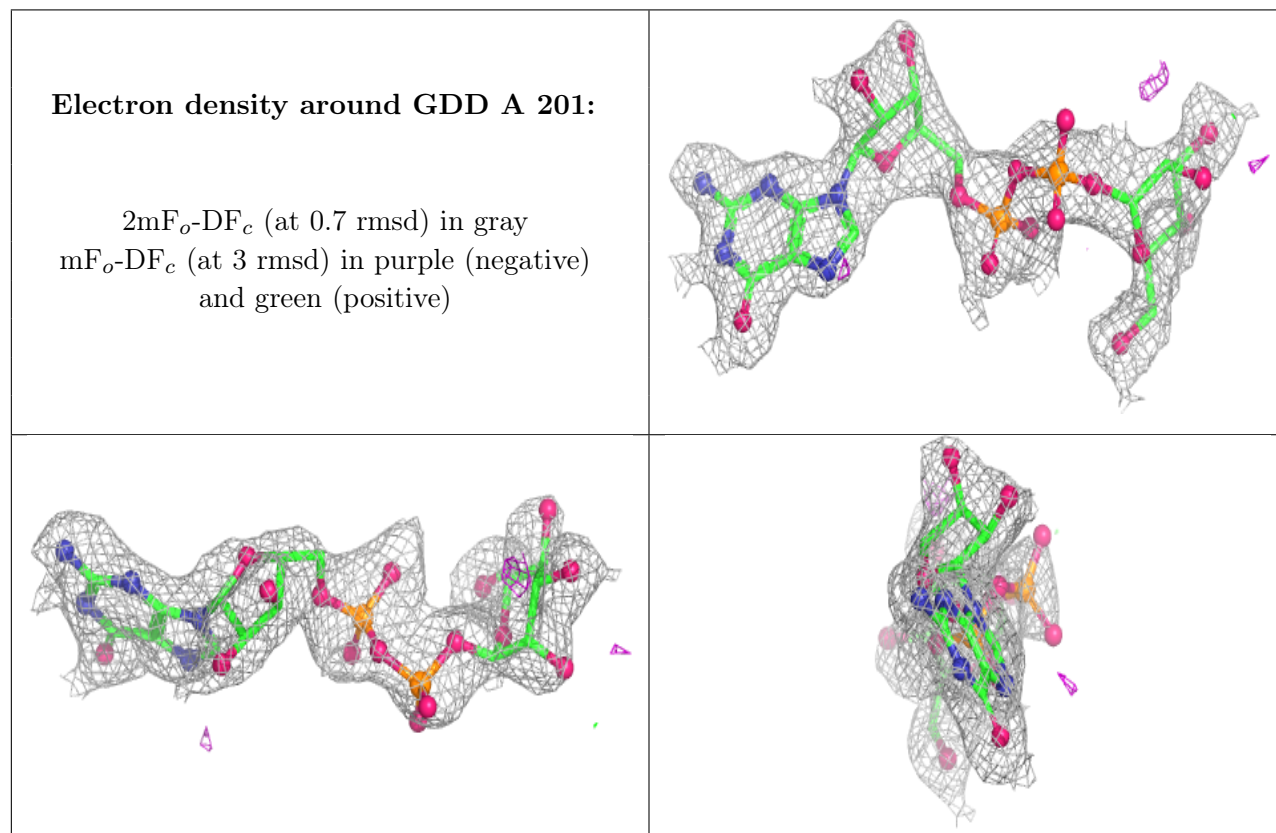 Electron density around GDD A 201:
2mFo-DFc (at 0.7 rmsd) in gray
mFo-DFc (at 3 rmsd) in purple (negative)
and green (positive)